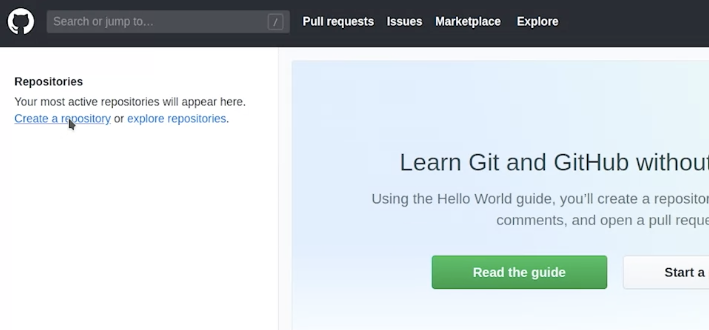 Search or jump to… / Pull requests Issues Marketplace Explore
Repositories
Your most active repositories will appear here.
Create a repository or explore repositories.
Learn Git and GitHub without
Using the Hello World guide, you'll create a
comments, and open a pull
Read the guide Start a